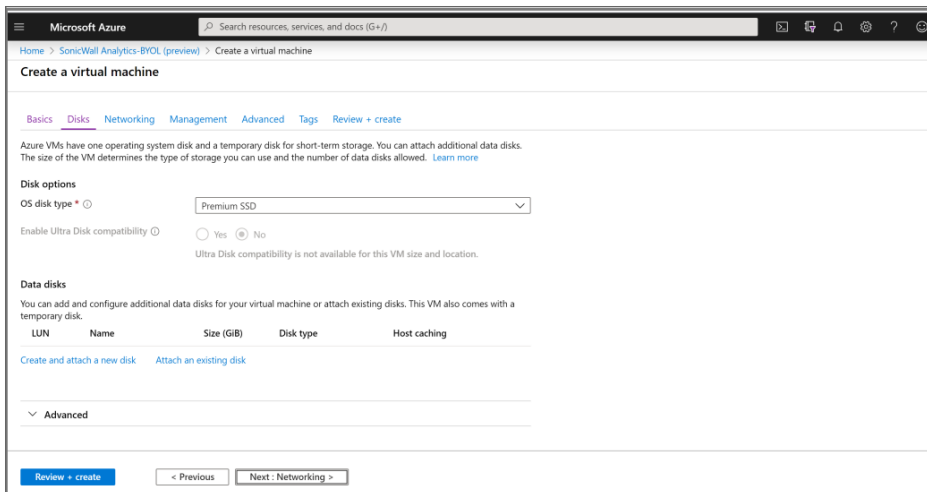 Microsoft Azure
Search resources, services, and docs (G+/)
Home > SonicWall Analytics-BYOL (preview) > Create a virtual machine
Create a virtual machine
Basics Disks Networking Management Advanced Tags Review + create
Azure VMs have one operating system disk and a temporary disk for short-term storage. You can attach additional data disks.
The size of the VM determines the type of storage you can use and the number of data disks allowed. Learn more
Disk options
OS disk type *
Premium SSD
Enable Ultra Disk compatibility
Yes No
Ultra Disk compatibility is not available for this VM size and location.
Data disks
You can add and configure additional data disks for your virtual machine or attach existing disks. This VM also comes with a
temporary disk.
LUN Name Size (GiB) Disk type Host caching
Create and attach a new disk Attach an existing disk
Advanced
Review + create < Previous Next : Networking >